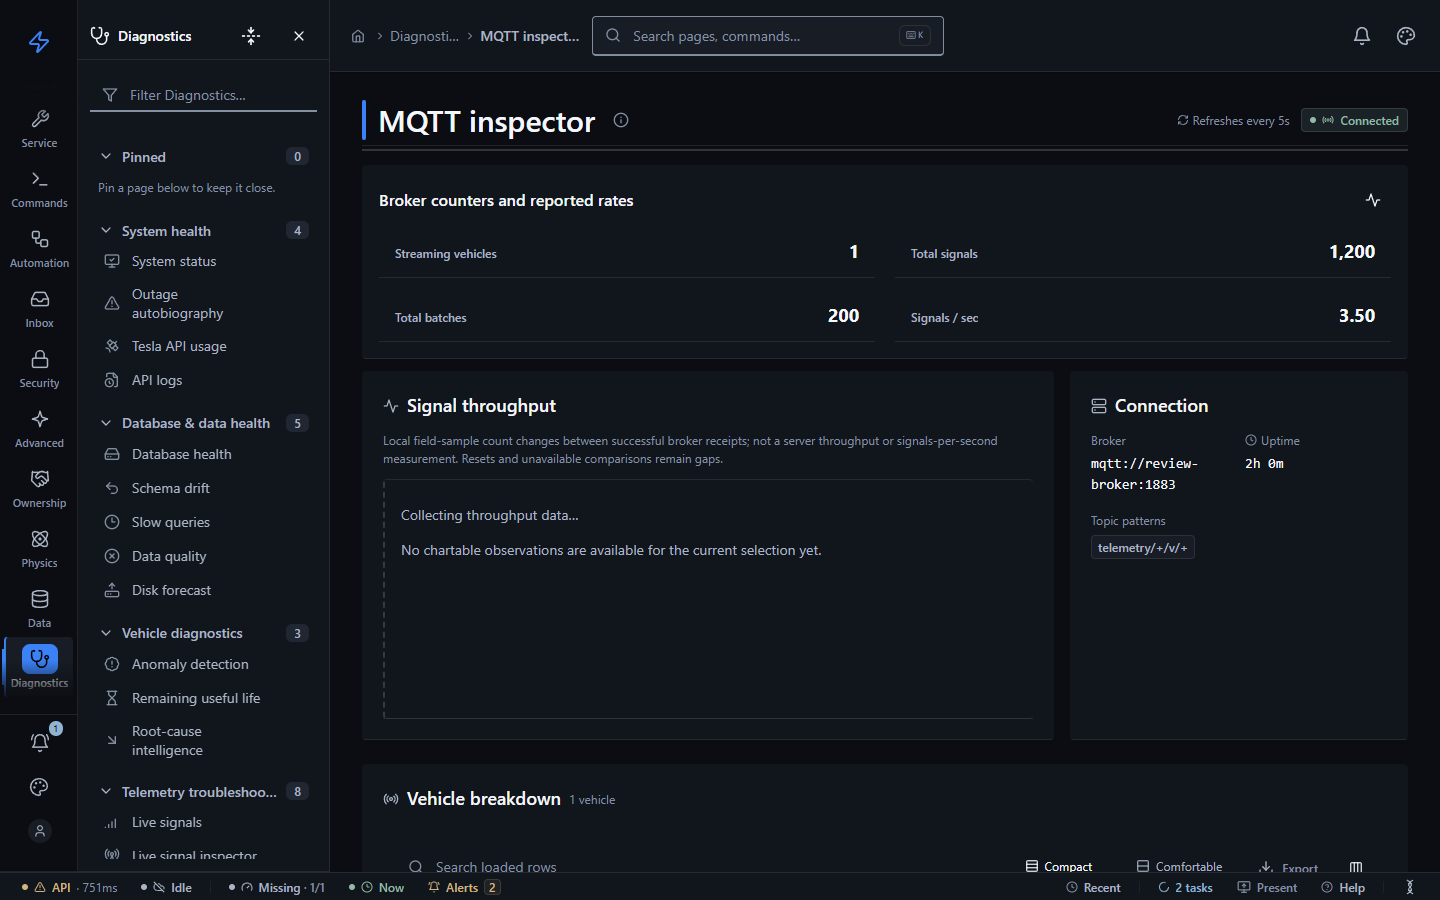 Diagnostics
Diagnosti...
MQTT inspect...
Search pages, commands...
K
Service
Commands
Automation
Inbox
Security
Advanced
Ownership
Physics
Data
Diagnostics
1
Filter Diagnostics...
Pinned 0
Pin a page below to keep it close.
System health 4
System status
Outage
autobiography
Tesla API usage
API logs
Database & data health 5
Database health
Schema drift
Slow queries
Data quality
Disk forecast
Vehicle diagnostics 3
Anomaly detection
Remaining useful life
Root-cause
intelligence
Telemetry troubleshoo... 8
Live signals
Live signal inspector
MQTT inspector
Refreshes every 5s
Connected
Broker counters and reported rates
Streaming vehicles 1
Total signals 1,200
Total batches 200
Signals / sec 3.50
Signal throughput
Local field-sample count changes between successful broker receipts; not a server throughput or signals-per-second
measurement. Resets and unavailable comparisons remain gaps.
Collecting throughput data...
No chartable observations are available for the current selection yet.
Connection
Broker
mqtt://review-
broker:1883
Uptime
2h 0m
Topic patterns
telemetry/+/v/+
Vehicle breakdown 1 vehicle
Search loaded rows
Compact
Comfortable
Export
API · 751ms
Idle
Missing · 1/1
Now
Alerts 2
Recent
2 tasks
Present
Help